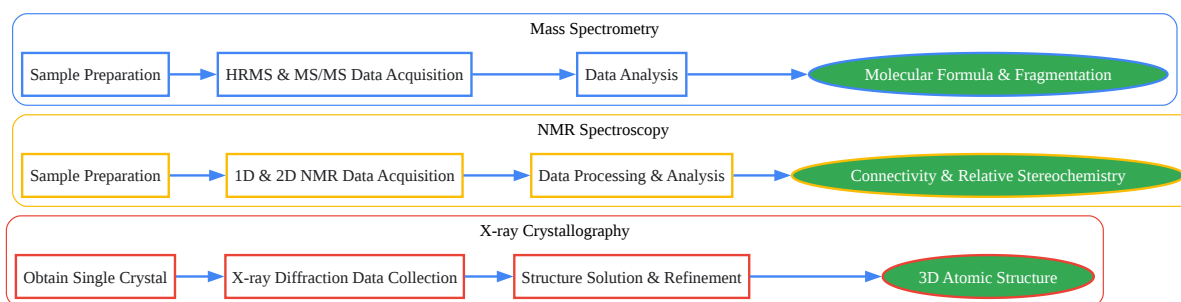 Mass Spectrometry
Sample Preparation
HRMS & MS/MS Data Acquisition
Data Analysis
Molecular Formula & Fragmentation
NMR Spectroscopy
Sample Preparation
1D & 2D NMR Data Acquisition
Data Processing & Analysis
Connectivity & Relative Stereochemistry
X-ray Crystallography
Obtain Single Crystal
X-ray Diffraction Data Collection
Structure Solution & Refinement
3D Atomic Structure